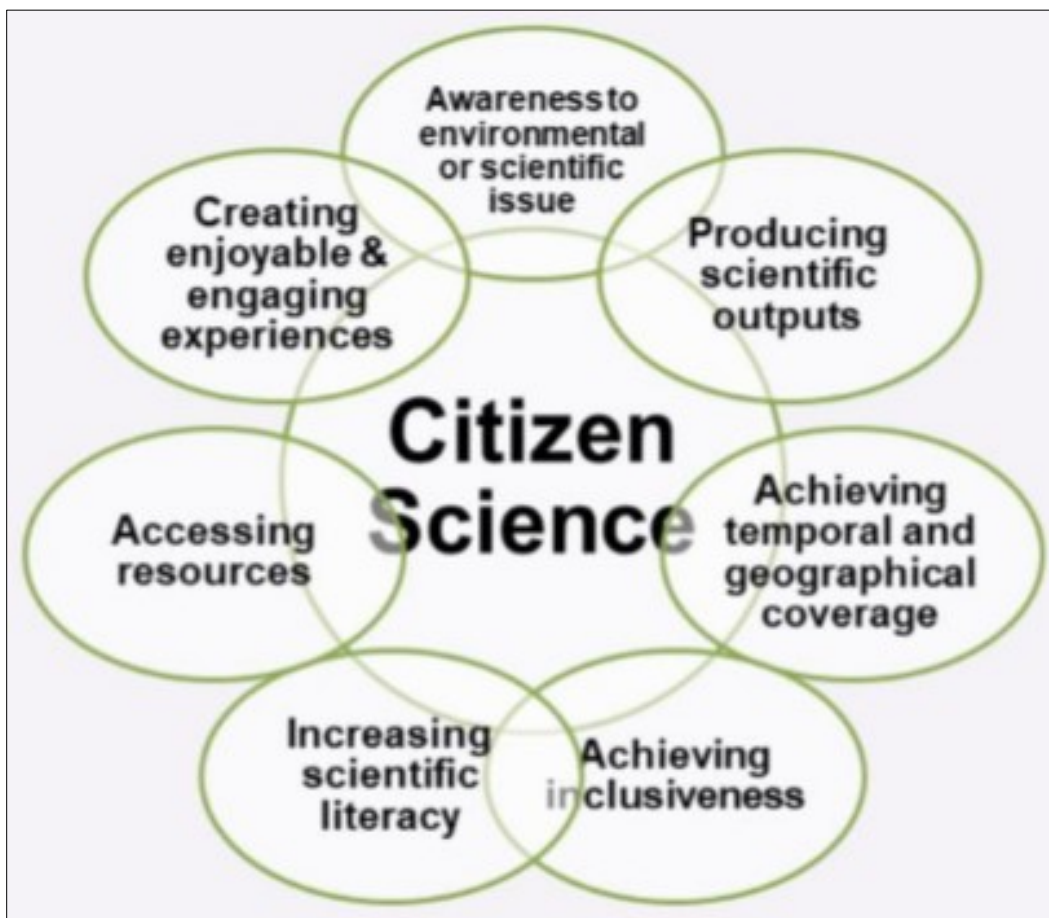 Awareness to
environmental
or scientific
issue
Creating
enjoyable &
engaging
experiences
Producing
scientific
outputs
Citizen
Science
Accessing
resources
Achieving
temporal and
geographical
coverage
Increasing
scientific
literacy
Achieving
inclusiveness